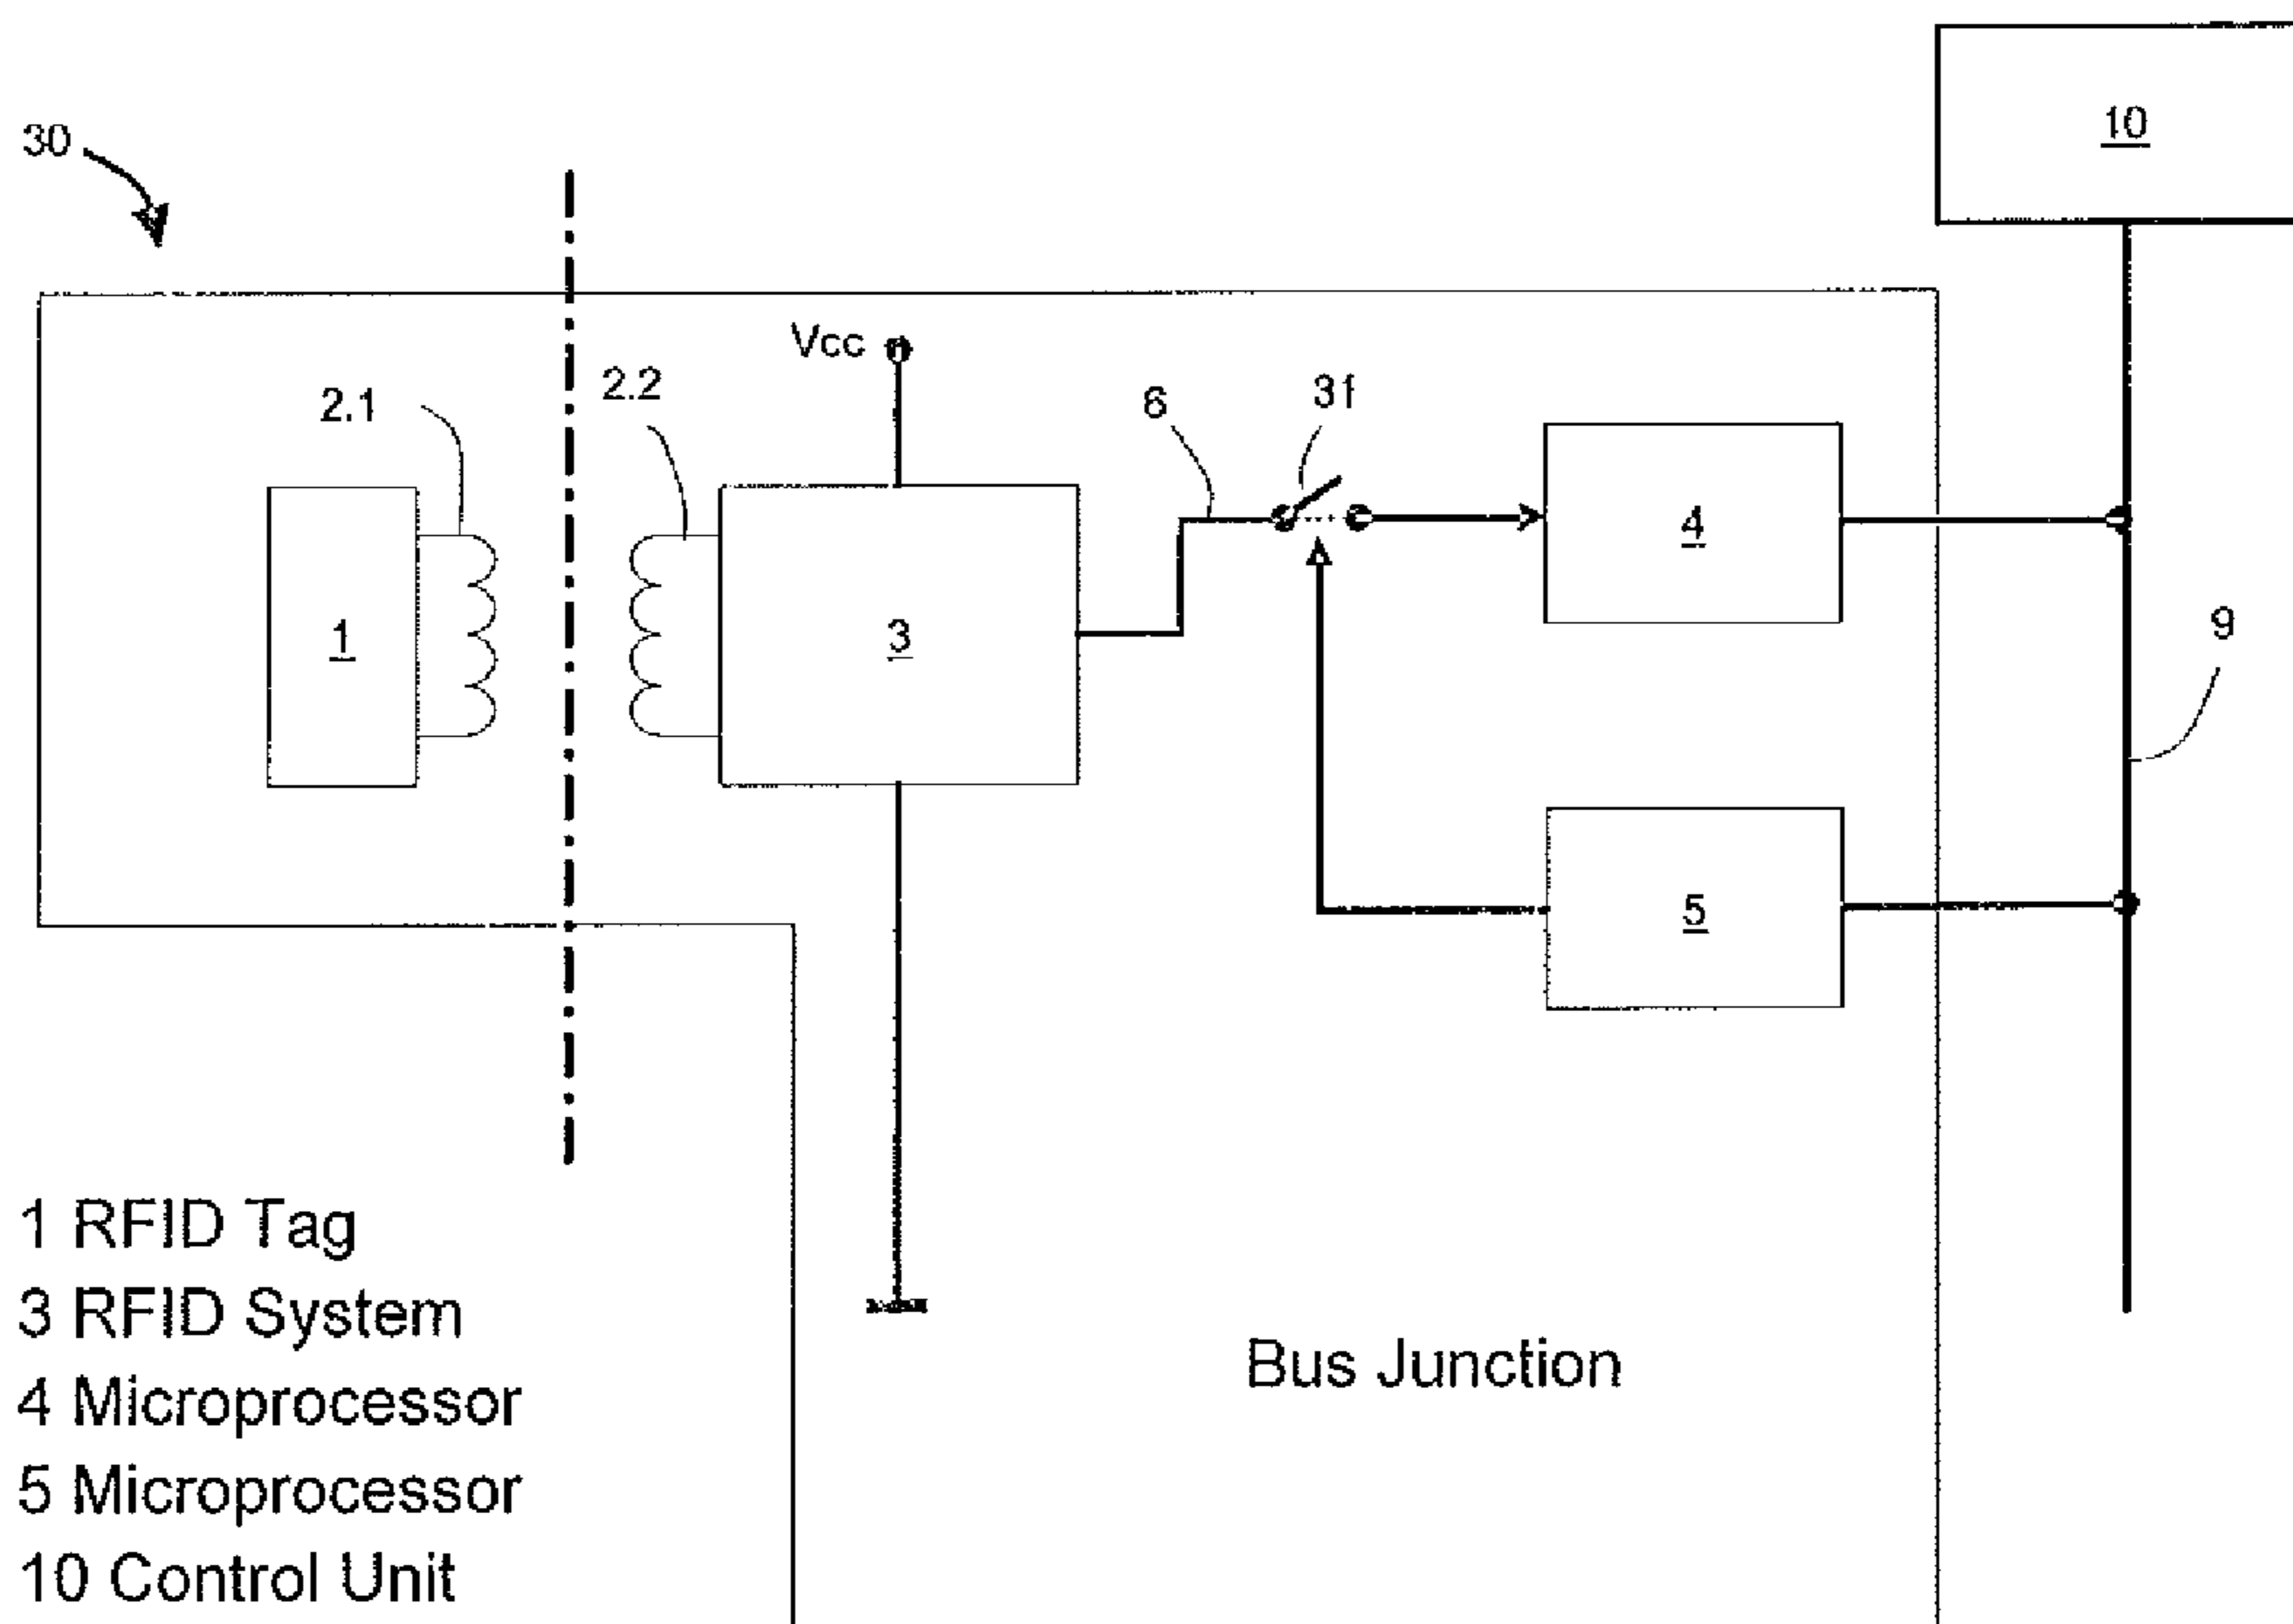 10
30
Vcc
2.1
2.2
6
3f
1
3
4
9
5
1 RFID Tag
3 RFID System
4 Microprocessor
5 Microprocessor
10 Control Unit
Bus Junction